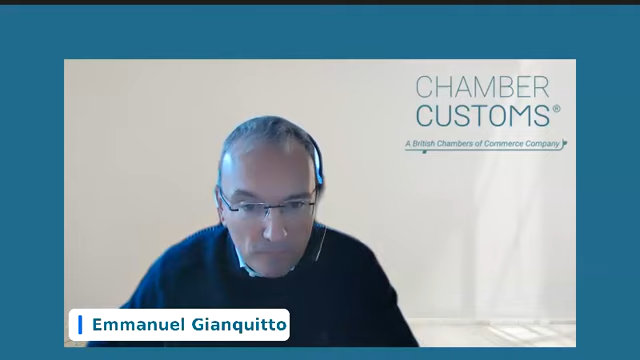 CHAMBER
CUSTOMS®
A British Chambers of Commerce Company
Emmanuel Gianquitto